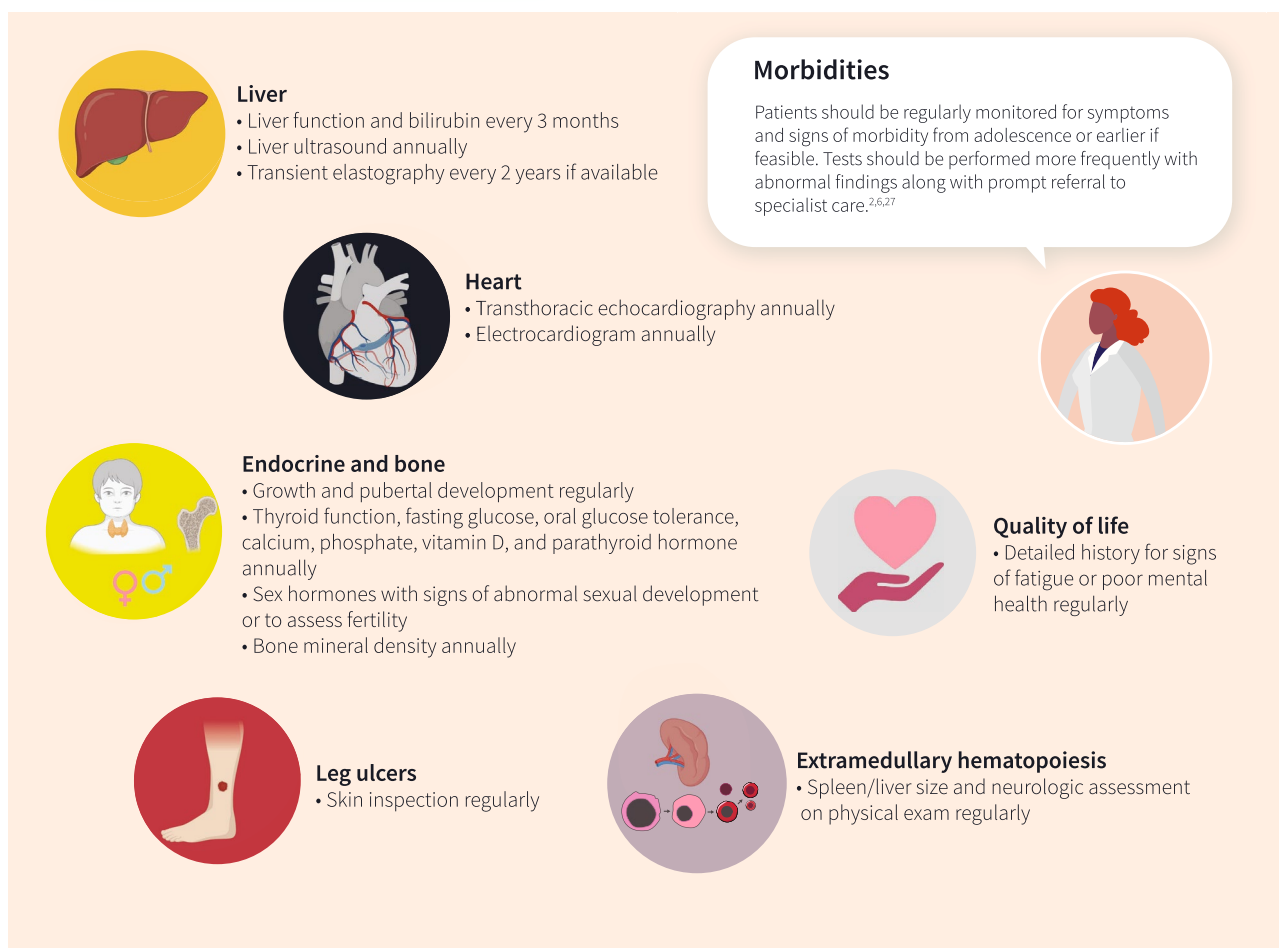 Morbidities
Patients should be regularly monitored for symptoms
and signs of morbidity from adolescence or earlier if
feasible. Tests should be performed more frequently with
abnormal findings along with prompt referral to
specialist care.2,6,27
Liver
• Liver function and bilirubin every 3 months
• Liver ultrasound annually
• Transient elastography every 2 years if available
Heart
• Transthoracic echocardiography annually
• Electrocardiogram annually
Endocrine and bone
• Growth and pubertal development regularly
• Thyroid function, fasting glucose, oral glucose tolerance,
calcium, phosphate, vitamin D, and parathyroid hormone
annually
• Sex hormones with signs of abnormal sexual development
or to assess fertility
• Bone mineral density annually
Quality of life
• Detailed history for signs
of fatigue or poor mental
health regularly
Leg ulcers
• Skin inspection regularly
Extramedullary hematopoiesis
• Spleen/liver size and neurologic assessment
on physical exam regularly